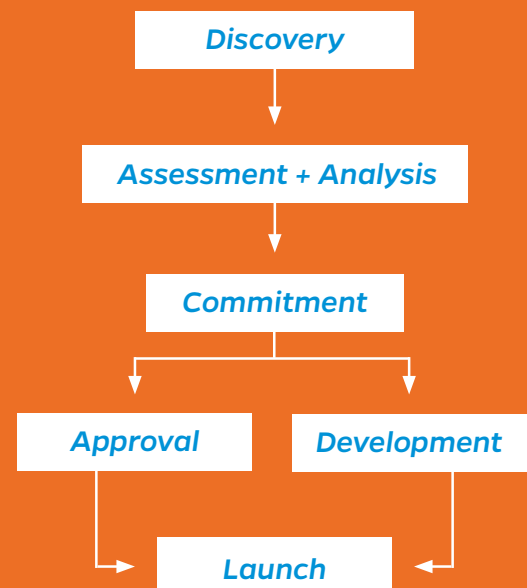 Discovery
Assessment + Analysis
Commitment
Approval
Development
Launch